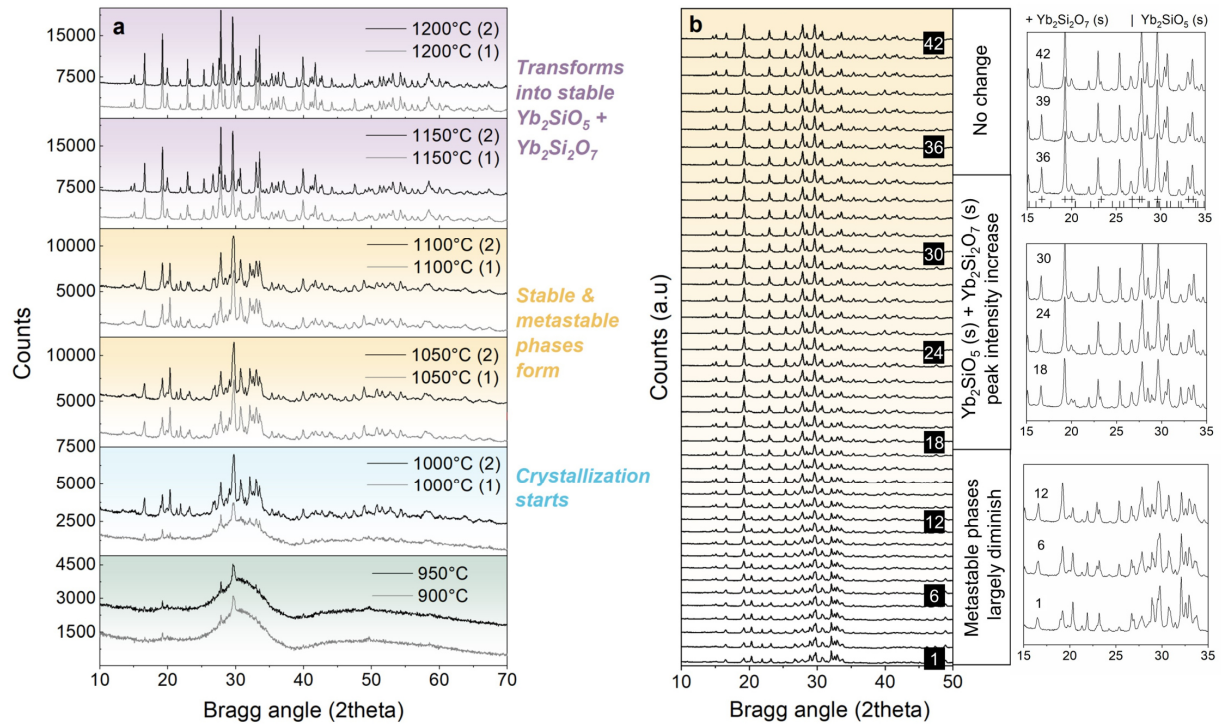 a
15000
7500
1200°C (2)
1200°C (1)
15000
7500
1150°C (2)
1150°C (1)
Transforms
into stable
Yb₂SiO₅ +
Yb₂Si₂O₇
10000
5000
1100°C (2)
1100°C (1)
10000
5000
1050°C (2)
1050°C (1)
Stable &
metastable
phases
form
7500
5000
2500
1000°C (2)
1000°C (1)
Crystallization
starts
4500
3000
1500
950°C
900°C
Counts
10 20 30 40 50 60 70
Bragg angle (2theta)
b
42
36
30
24
18
12
6
1
Counts (a.u)
10 20 30 40 50
Bragg angle (2theta)
No change
Yb₂SiO₅ (s) + Yb₂Si₂O₇ (s)
peak intensity increase
Metastable phases
largely diminish
+ Yb₂Si₂O₇ (s) | Yb₂SiO₅ (s)
42
39
36
15 20 25 30 35
30
24
18
15 20 25 30 35
12
6
1
15 20 25 30 35